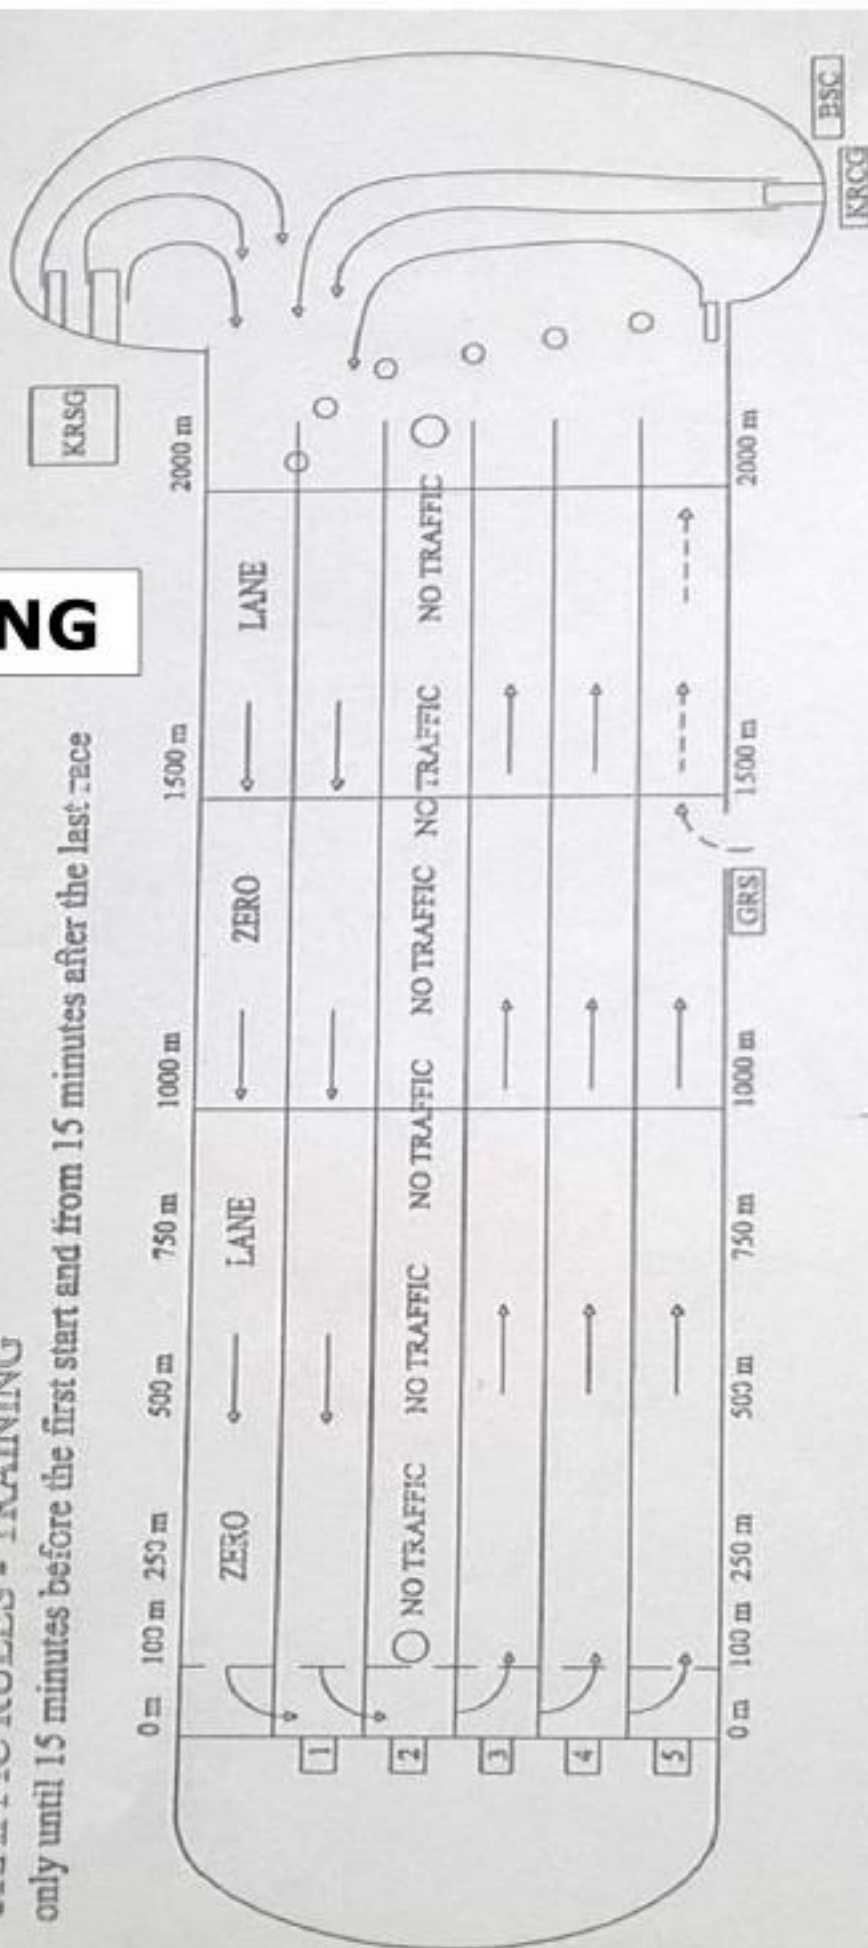 NG
RULES - TRAINING
only until 15 minutes before the first start and from 15 minutes after the last race
KRSG
0 m 100 m 250 m 500 m 750 m 1000 m 1500 m 2000 m
ZERO LANE ZERO LANE
1
2 NO TRAFFIC NO TRAFFIC NO TRAFFIC NO TRAFFIC NO TRAFFIC NO TRAFFIC
3
4
5
0 m 100 m 250 m 500 m 750 m 1000 m GRS 1500 m 2000 m
BSC
KRCG